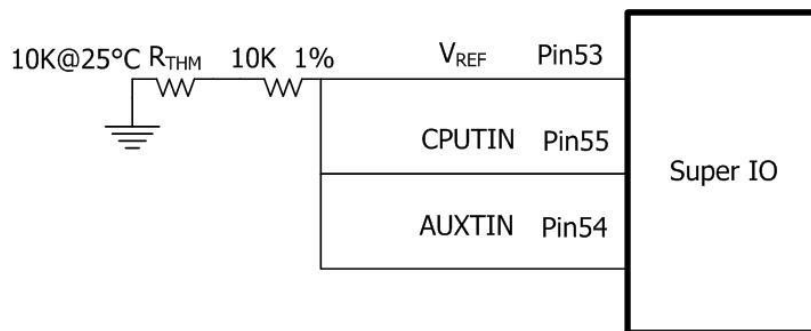 10K@25°C RTHM 10K 1% VREF Pin53
CPUTIN Pin55
Super IO
AUXTIN Pin54